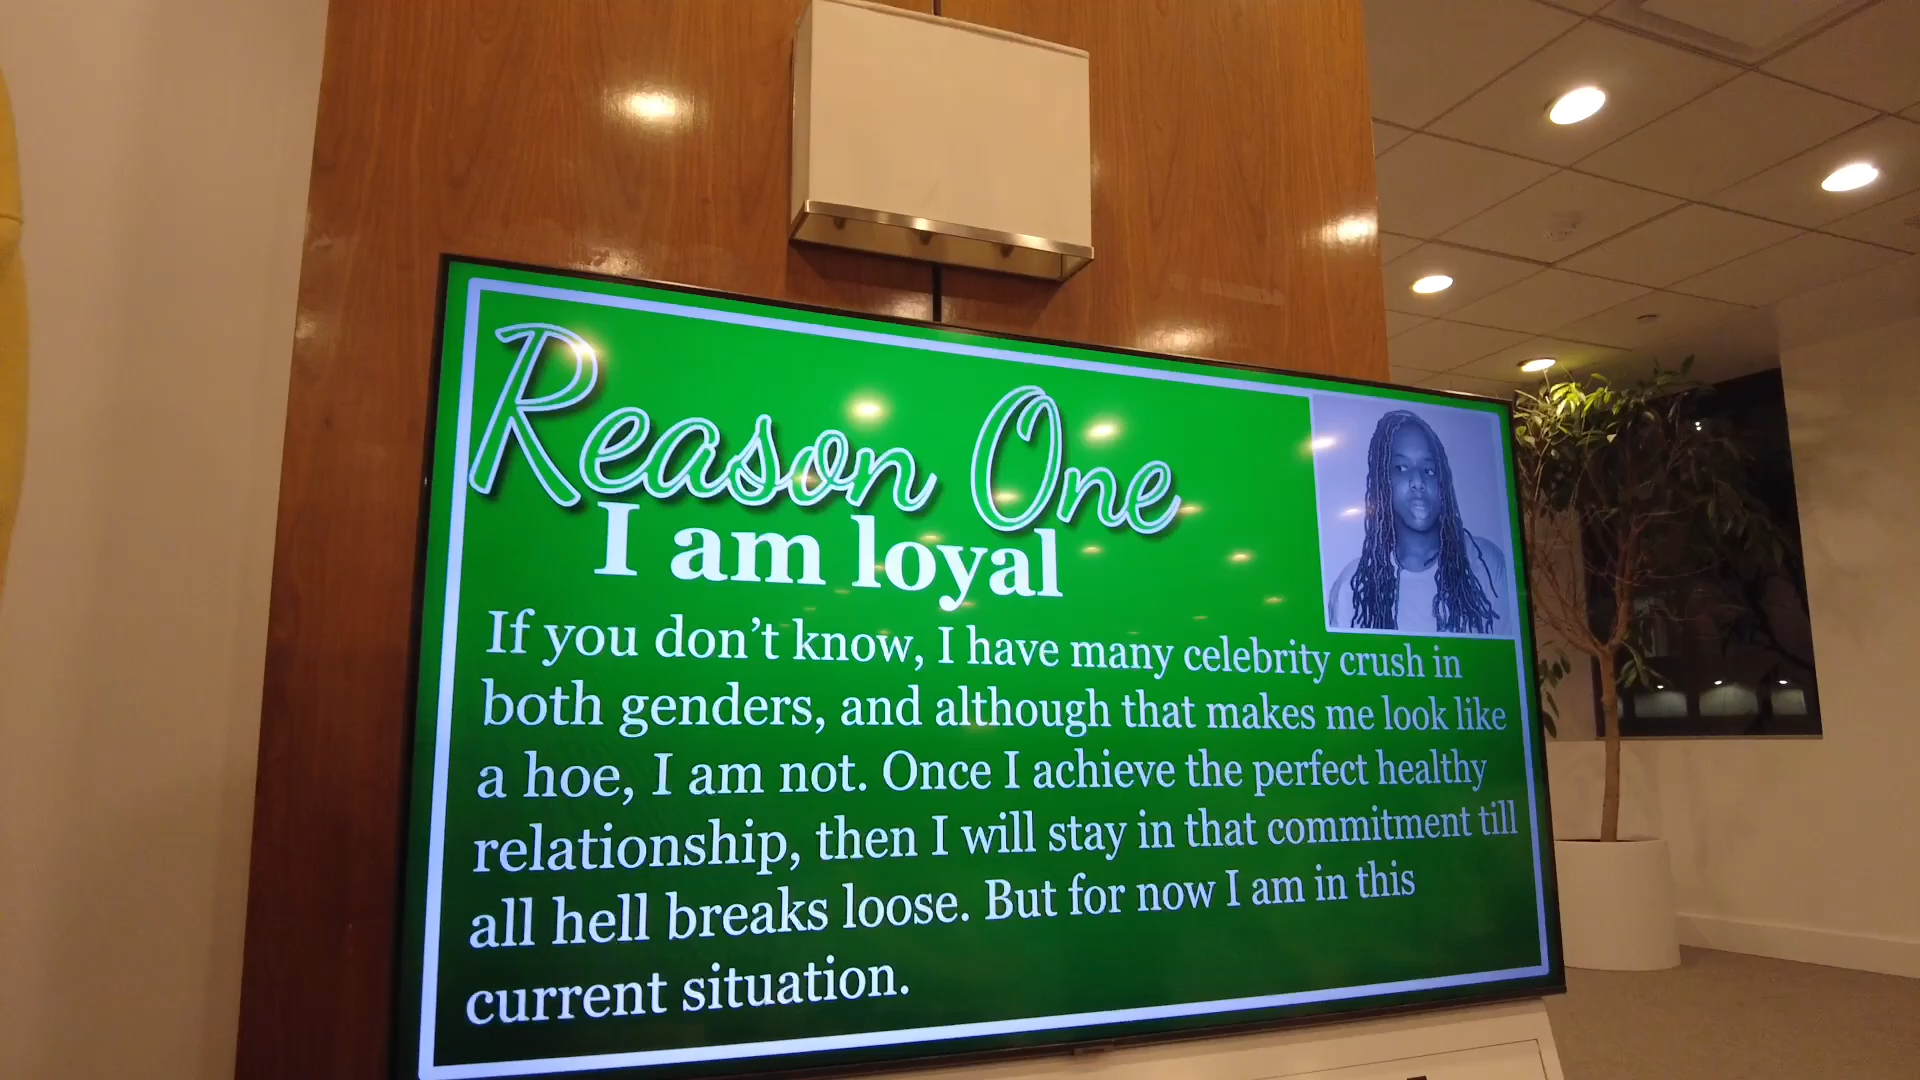 Reason One
I am loyal
If you don’t know, I have many celebrity crush in
both genders, and although that makes me look like
a hoe, I am not. Once I achieve the perfect healthy
relationship, then I will stay in that commitment till
all hell breaks loose. But for now I am in this
current situation.